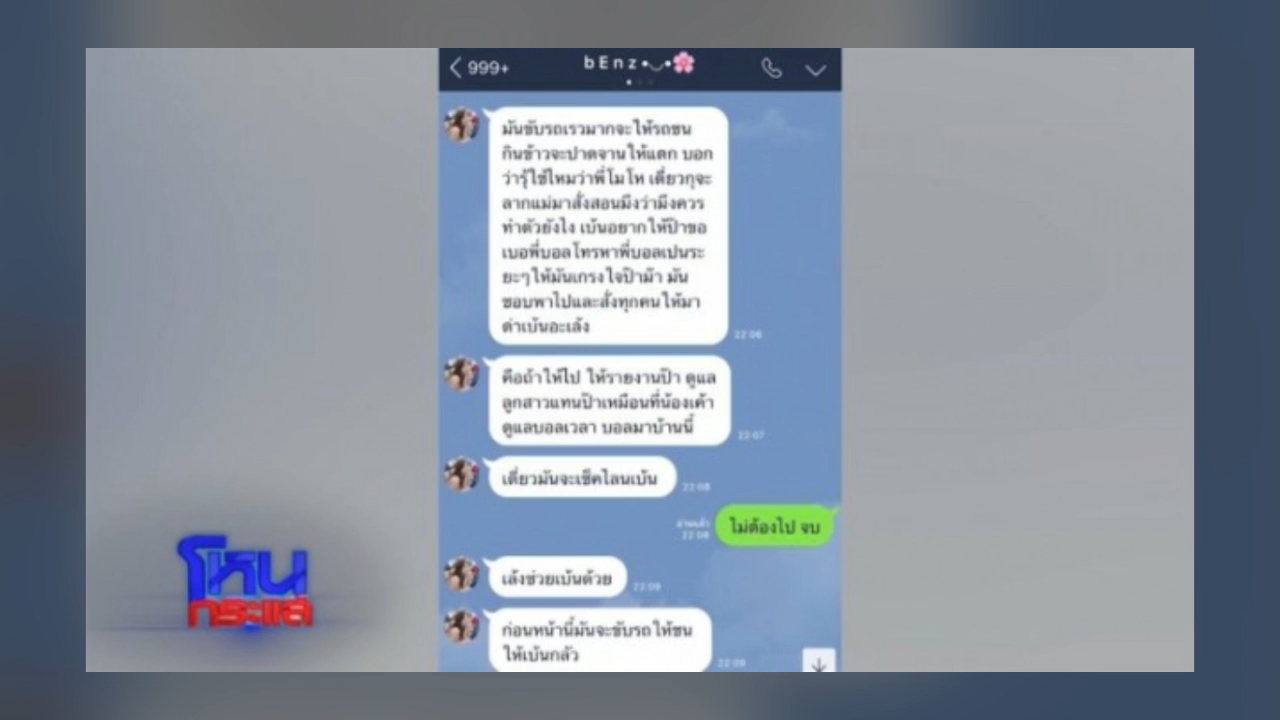 999+
bEnz•‿•🌸
มันขับรถเรวมากจะให้รถชน
กินข้าวจะปาดจานให้แตก บอก
ว่ารู้ใช่ไหมว่าพี่โมโห เดี๋ยวกุจะ
ลากแม่มาสั่งสอนมึงว่ามึงควร
ทำตัวยังไง เบ้นอยากให้ป๊าขอ
เบอพี่บอลโทรหาพี่บอลเปนระ
ยะๆให้มันเกรงใจป๊าม๊า มัน
ชอบพาไปและสั่งทุกคนให้มา
ด่าเบ้นอะเล้ง
22:06
คือถ้าให้ไป ให้รายงานป๊า ดูแล
ลูกสาวแทนป๊าเหมือนที่น้องเค้า
ดูแลบอลเวลา บอลมาบ้านนี้
22:07
เดี๋ยวมันจะเช็คไลนเบ้น
22:08
ไม่ต้องไป จบ
อ่านแล้ว
22:08
เล้งช่วยเบ้นด้วย
22:09
ก่อนหน้านี้มันจะขับรถให้ชน
ให้เบ้นกลัว
22:09
โหน
กระแส